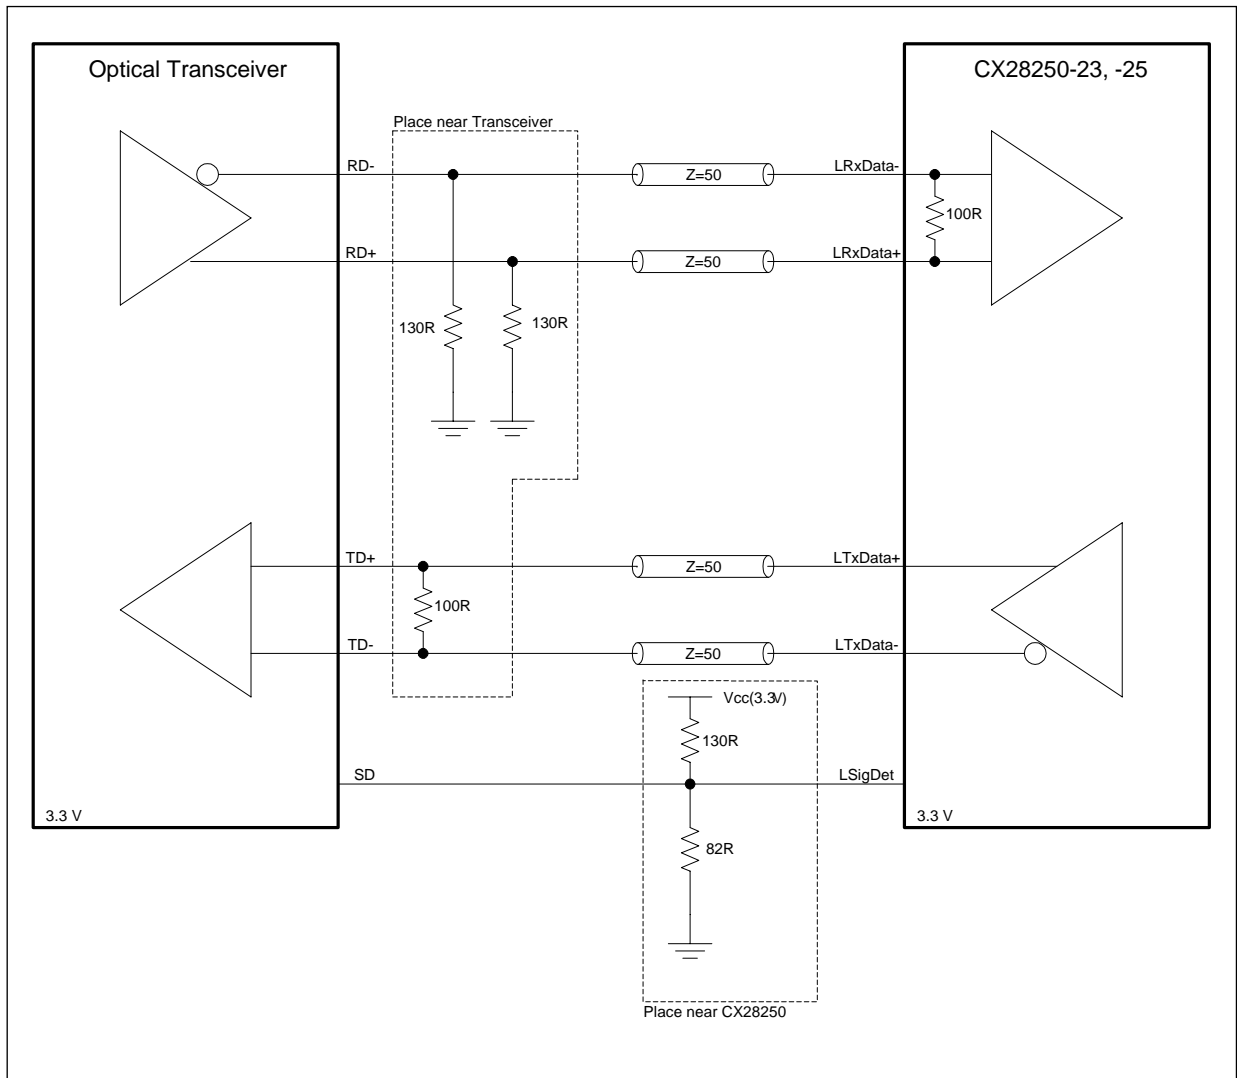 Optical Transceiver
CX28250-23, -25
Place near Transceiver
RD-
Z=50
LRxData-
100R
RD+
Z=50
LRxData+
130R
130R
TD+
Z=50
LTxData+
100R
TD-
Z=50
LTxData-
Vcc(3.3V)
130R
SD
LSigDet
3.3 V
3.3 V
82R
Place near CX28250